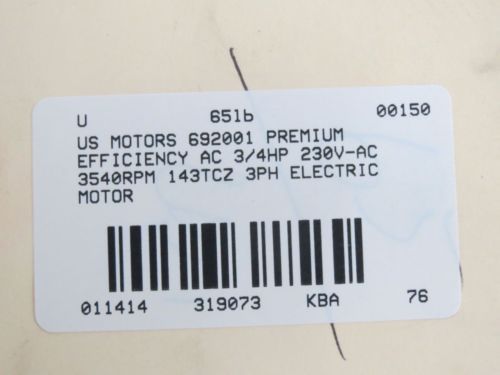 U 65lb 00150
US MOTORS 692001 PREMIUM
EFFICIENCY AC 3/4HP 230V-AC
3540RPM 143TCZ 3PH ELECTRIC
MOTOR
011414 319073 KBA 76